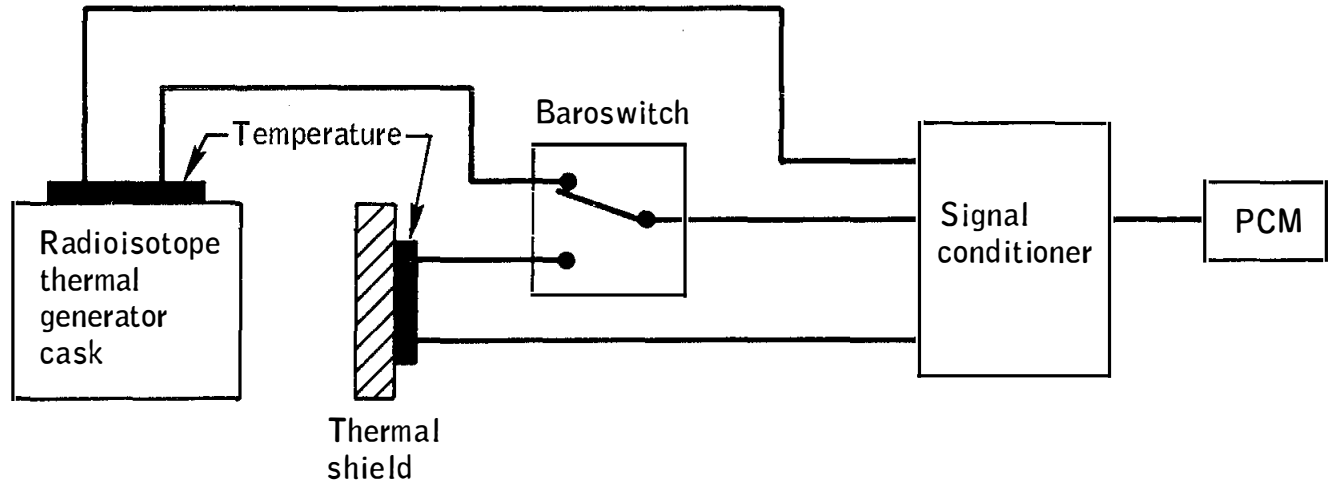 Baroswitch
Temperature
Radioisotope
thermal
generator
cask
Signal
conditioner
PCM
Thermal
shield